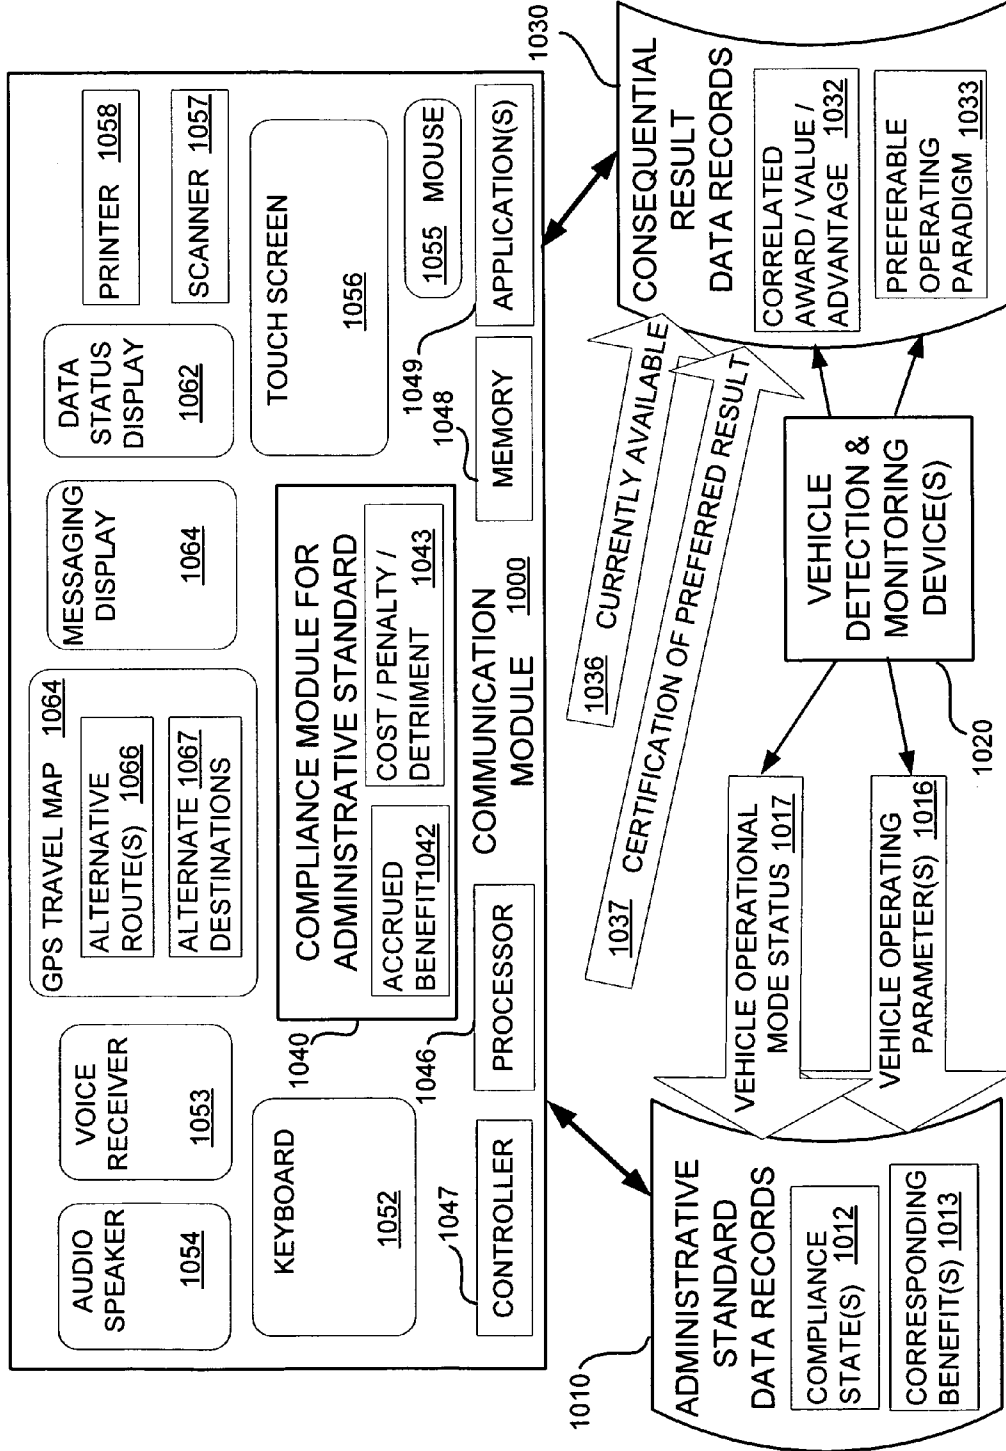 AUDIO
SPEAKER
1054
VOICE
RECEIVER
1053
GPS TRAVEL MAP 1064
ALTERNATIVE
ROUTE(S) 1066
ALTERNATE 1067
DESTINATIONS
MESSAGING
DISPLAY
1064
DATA
STATUS
DISPLAY
1062
PRINTER 1058
SCANNER 1057
KEYBOARD
1052
1040
COMPLIANCE MODULE FOR
ADMINISTRATIVE STANDARD
ACCRUED
BENEFIT 1042
COST / PENALTY /
DETRIMENT 1043
TOUCH SCREEN
1056
1055 MOUSE
1047
CONTROLLER
1046
PROCESSOR
COMMUNICATION
MODULE 1000
1048
MEMORY
1049
APPLICATION(S)
1010
ADMINISTRATIVE
STANDARD
DATA RECORDS
COMPLIANCE
STATE(S) 1012
CORRESPONDING
BENEFIT(S) 1013
1036 CURRENTLY AVAILABLE
1037 CERTIFICATION OF PREFERRED RESULT
VEHICLE OPERATIONAL
MODE STATUS 1017
VEHICLE OPERATING
PARAMETER(S) 1016
1020
VEHICLE
DETECTION &
MONITORING
DEVICE(S)
1030
CONSEQUENTIAL
RESULT
DATA RECORDS
CORRELATED
AWARD / VALUE /
ADVANTAGE 1032
PREFERABLE
OPERATING
PARADIGM 1033